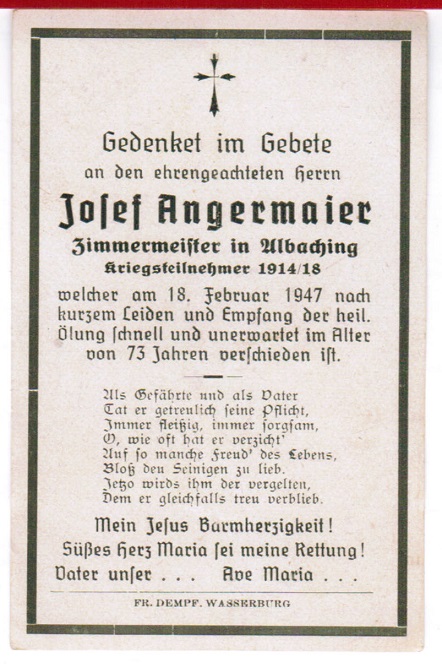 Gedenket im Gebete
an den ehrengeachteten Herrn
Josef Angermaier
Zimmermeister in Albaching
Kriegsteilnehmer 1914/18
welcher am 18. Februar 1947 nach
kurzem Leiden und Empfang der heil.
Ölung schnell und unerwartet im Alter
von 73 Jahren verschieden ist.
Als Gefährte und als Vater
Tat er getreulich seine Pflicht,
Immer fleißig, immer sorgsam,
O, wie oft hat er verzicht'
Auf so manche Freud' des Lebens,
Bloß deu Seinigen zu lieb.
Jetzo wirds ihm der vergelten,
Dem er gleichfalls treu verblieb.
Mein Jesus Barmherzigkeit!
Süßes Herz Maria sei meine Rettung!
Vater unser . . . Ave Maria . . .
FR. DEMPF, WASSERBURG